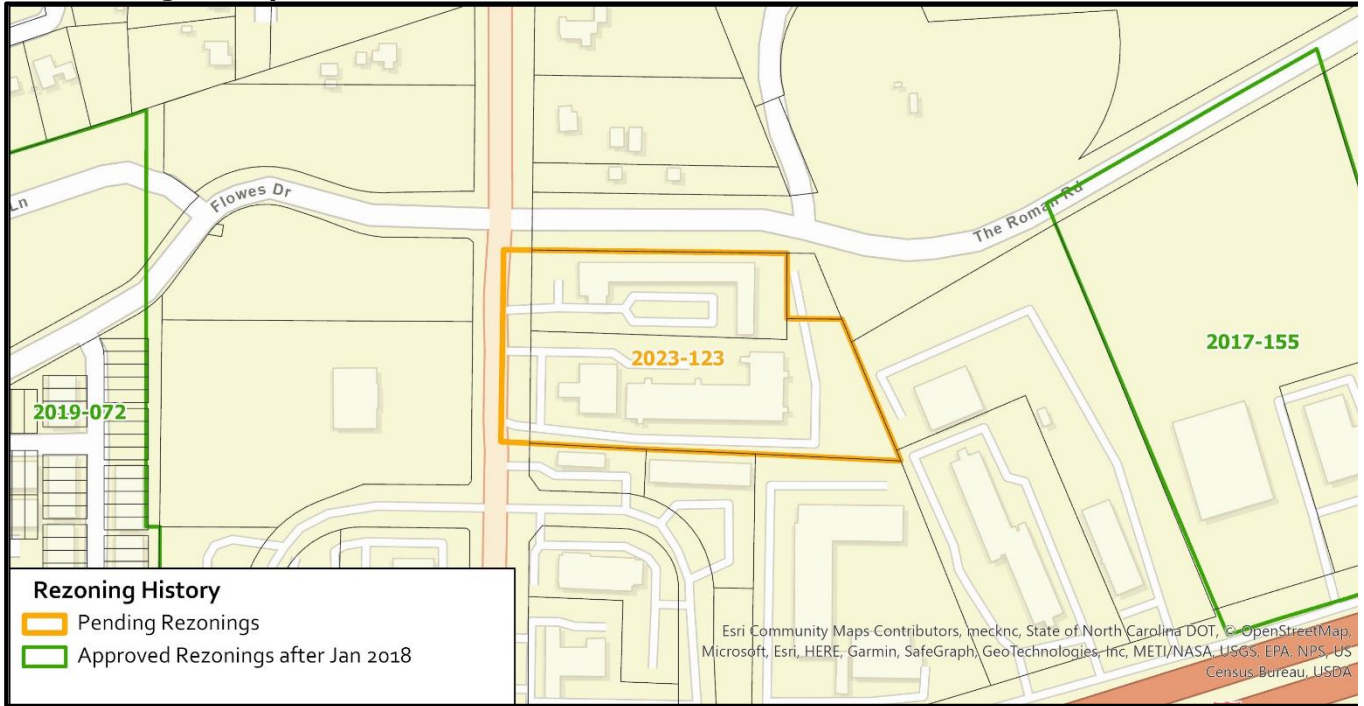 Ln
Flowes Dr
The Roman Rd
2023-123
2017-155
2019-072
Rezoning History
Pending Rezonings
Approved Rezonings after Jan 2018
Esri Community Maps Contributors, mecknc, State of North Carolina DOT, © OpenStreetMap,
Microsoft, Esri, HERE, Garmin, SafeGraph, GeoTechnologies, Inc, METI/NASA, USGS, EPA, NPS, US
Census Bureau, USDA